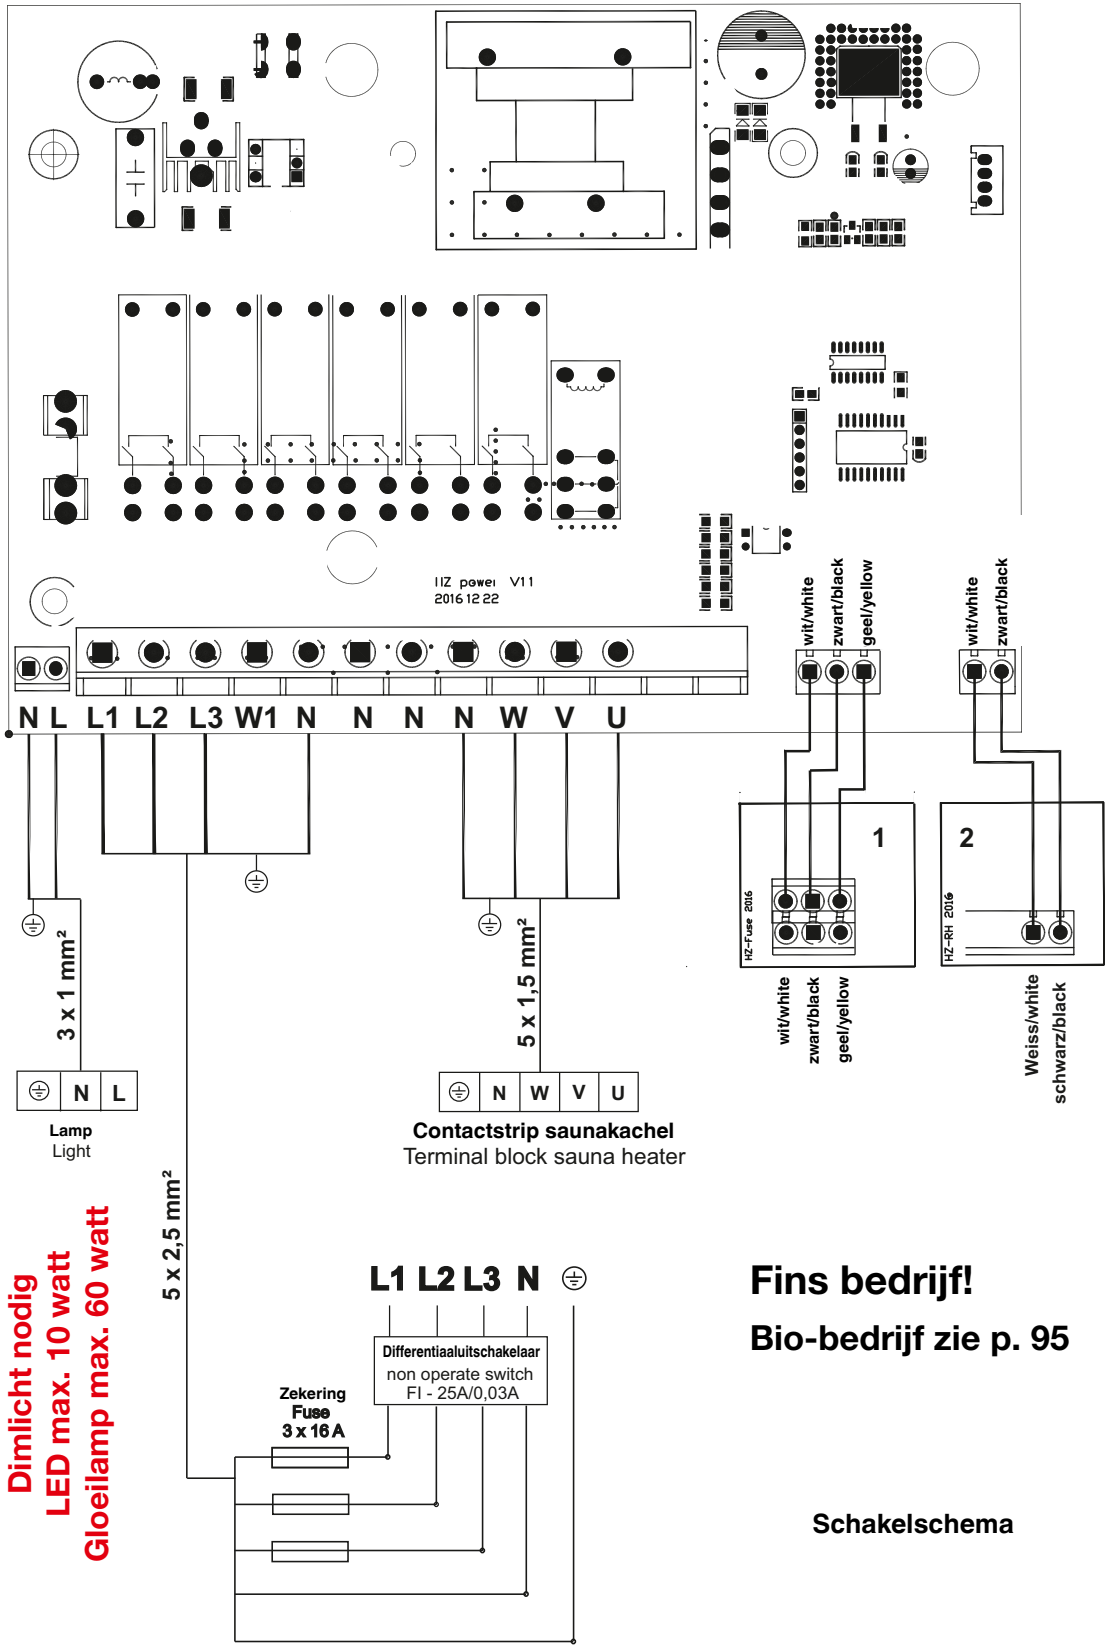 HZ power V11
2016 12 22
wit/white
zwart/black
geel/yellow
wit/white
zwart/black
N L L1 L2 L3 W1 N N N N W V U
1
HZ-Fuse 2016
2
HZ-RH 2016
wit/white
zwart/black
geel/yellow
Weiss/white
schwarz/black
3 x 1 mm²
5 x 1,5 mm²
N L
Lamp
Light
N W V U
Contactstrip saunakachel
Terminal block sauna heater
5 x 2,5 mm²
Dimlicht nodig
LED max. 10 watt
Gloeilamp max. 60 watt
L1 L2 L3 N
Differentiaaluitschakelaar
non operate switch
FI - 25A/0,03A
Zekering
Fuse
3 x 16 A
Fins bedrijf!
Bio-bedrijf zie p. 95
Schakelschema